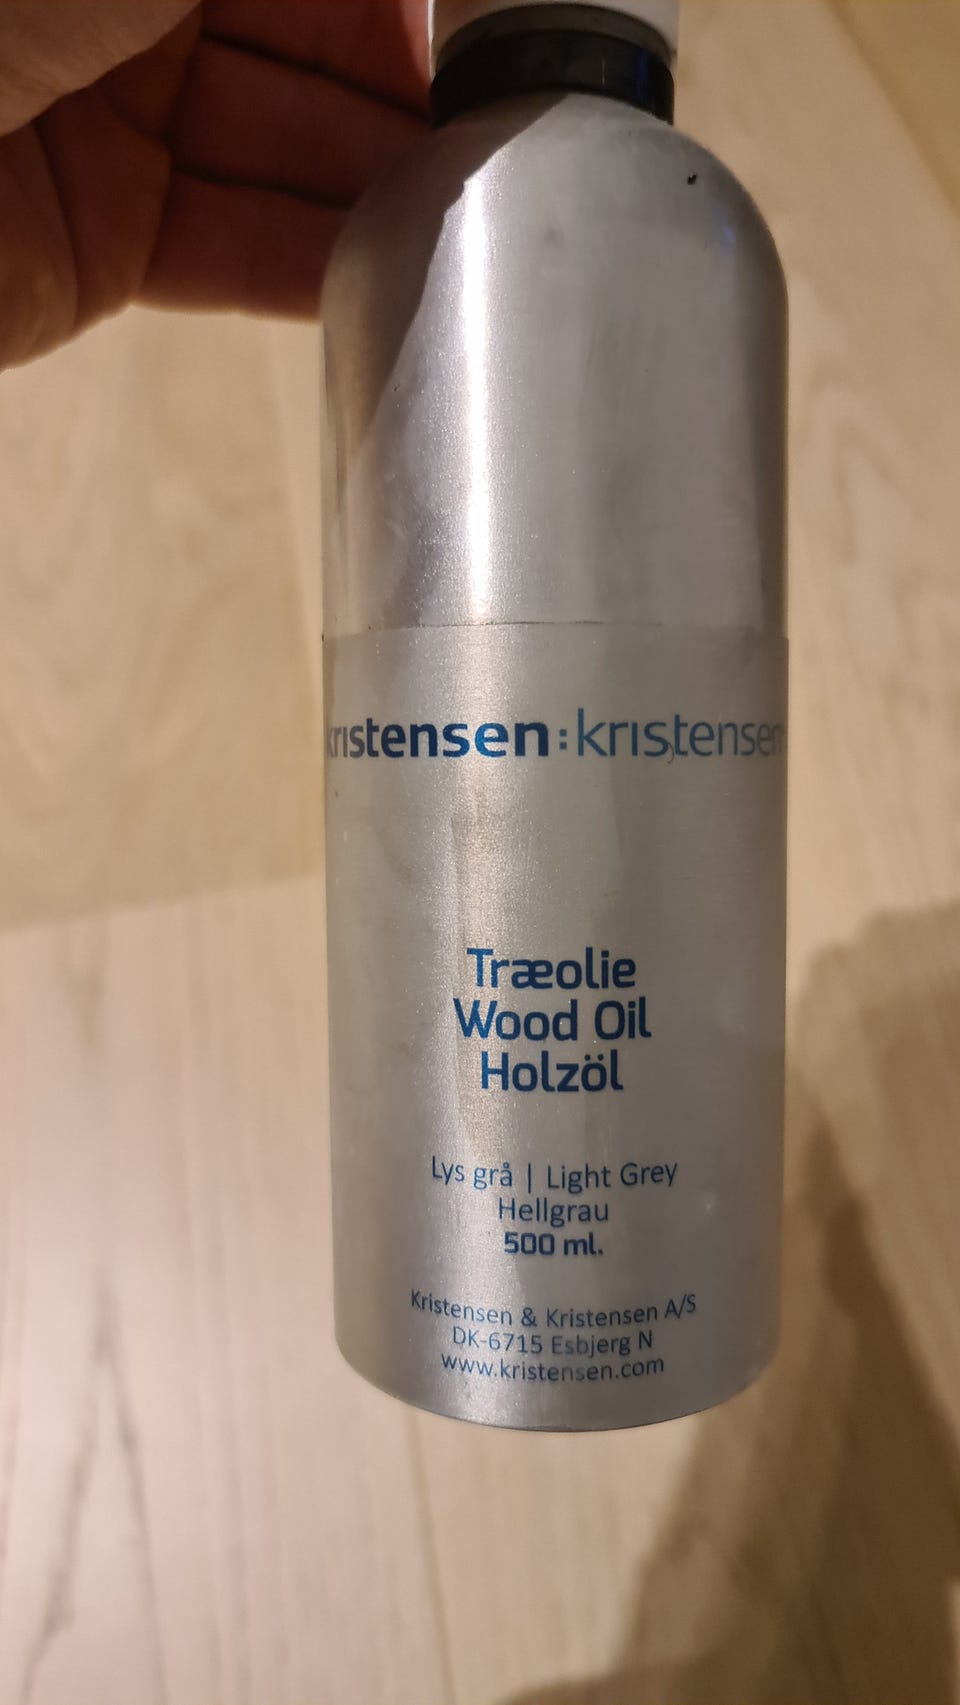 kristensen:kristensen
Træolie
Wood Oil
Holzöl
Lys grå | Light Grey
Hellgrau
500 ml.
Kristensen & Kristensen A/S
DK-6715 Esbjerg N
www.kristensen.com